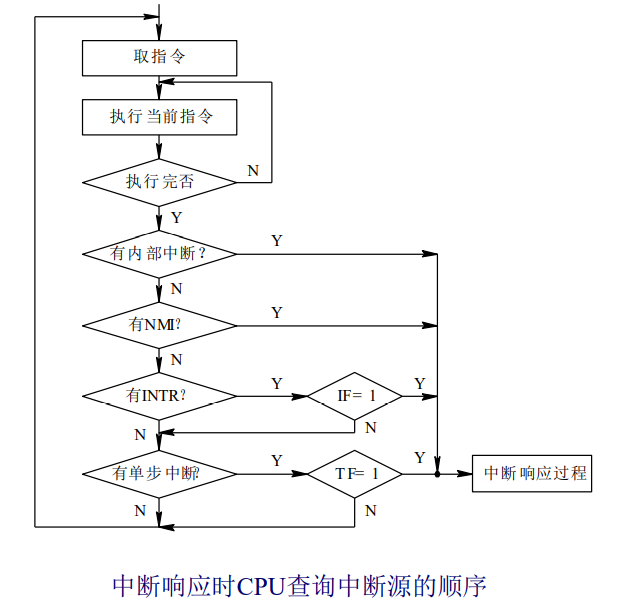 取指令
执行当前指令
执行完否
N
Y
有内部中断？
Y
N
有NMI？
Y
N
有INTR？
Y
IF= 1
Y
N
N
有单步中断？
Y
TF= 1
Y
中断响应过程
N
N
中断响应时CPU查询中断源的顺序